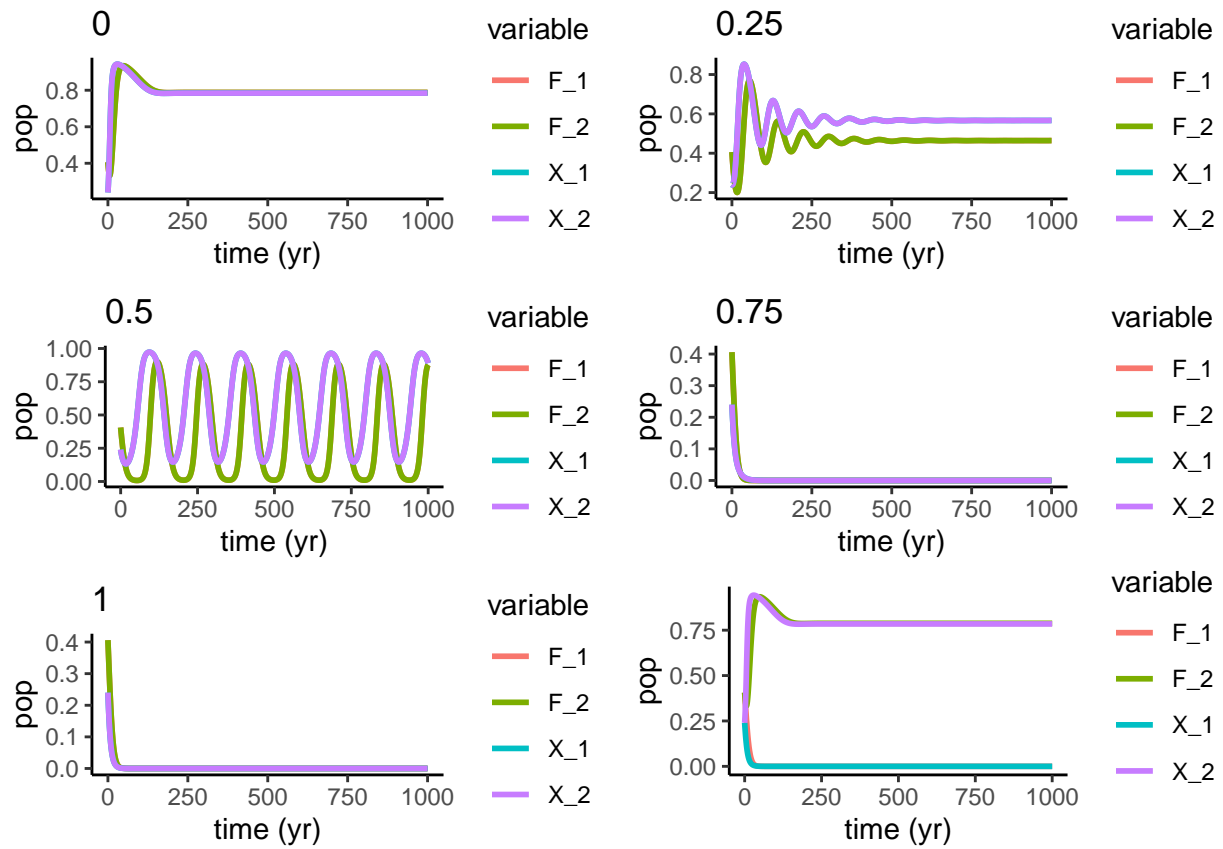 0
pop
0.8
0.4
0 250 500 750 1000
time (yr)
variable
F_1
F_2
X_1
X_2
0.25
pop
0.8
0.6
0.4
0.2
0 250 500 750 1000
time (yr)
variable
F_1
F_2
X_1
X_2
0.5
pop
1.00
0.75
0.50
0.25
0.00
0 250 500 750 1000
time (yr)
variable
F_1
F_2
X_1
X_2
0.75
pop
0.4
0.3
0.2
0.1
0.0
0 250 500 750 1000
time (yr)
variable
F_1
F_2
X_1
X_2
1
pop
0.4
0.3
0.2
0.1
0.0
0 250 500 750 1000
time (yr)
variable
F_1
F_2
X_1
X_2
pop
0.75
0.50
0.25
0.00
0 250 500 750 1000
time (yr)
variable
F_1
F_2
X_1
X_2